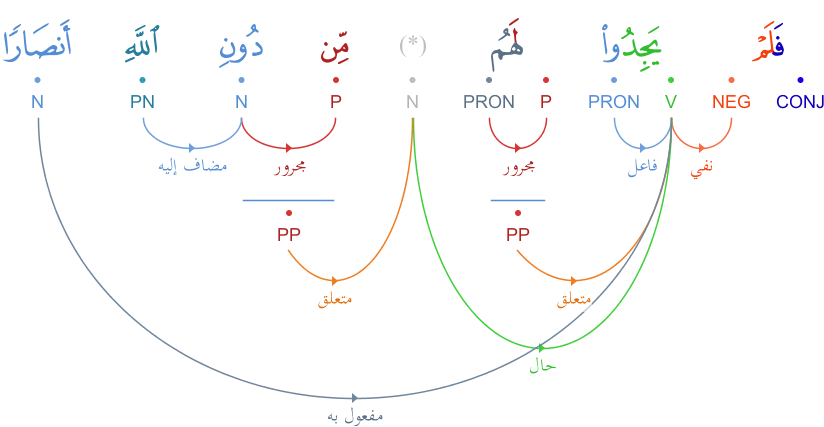 فَلَمْ يَجِدُوا۟ لَهُم (*) مِّن دُونِ ٱللَّهِ أَنصَارًا
CONJ NEG V PRON P PRON N P N PN N
نفي فاعل مجرور مجرور مضاف إليه
PP PP
متعلق متعلق
حال
مفعول به